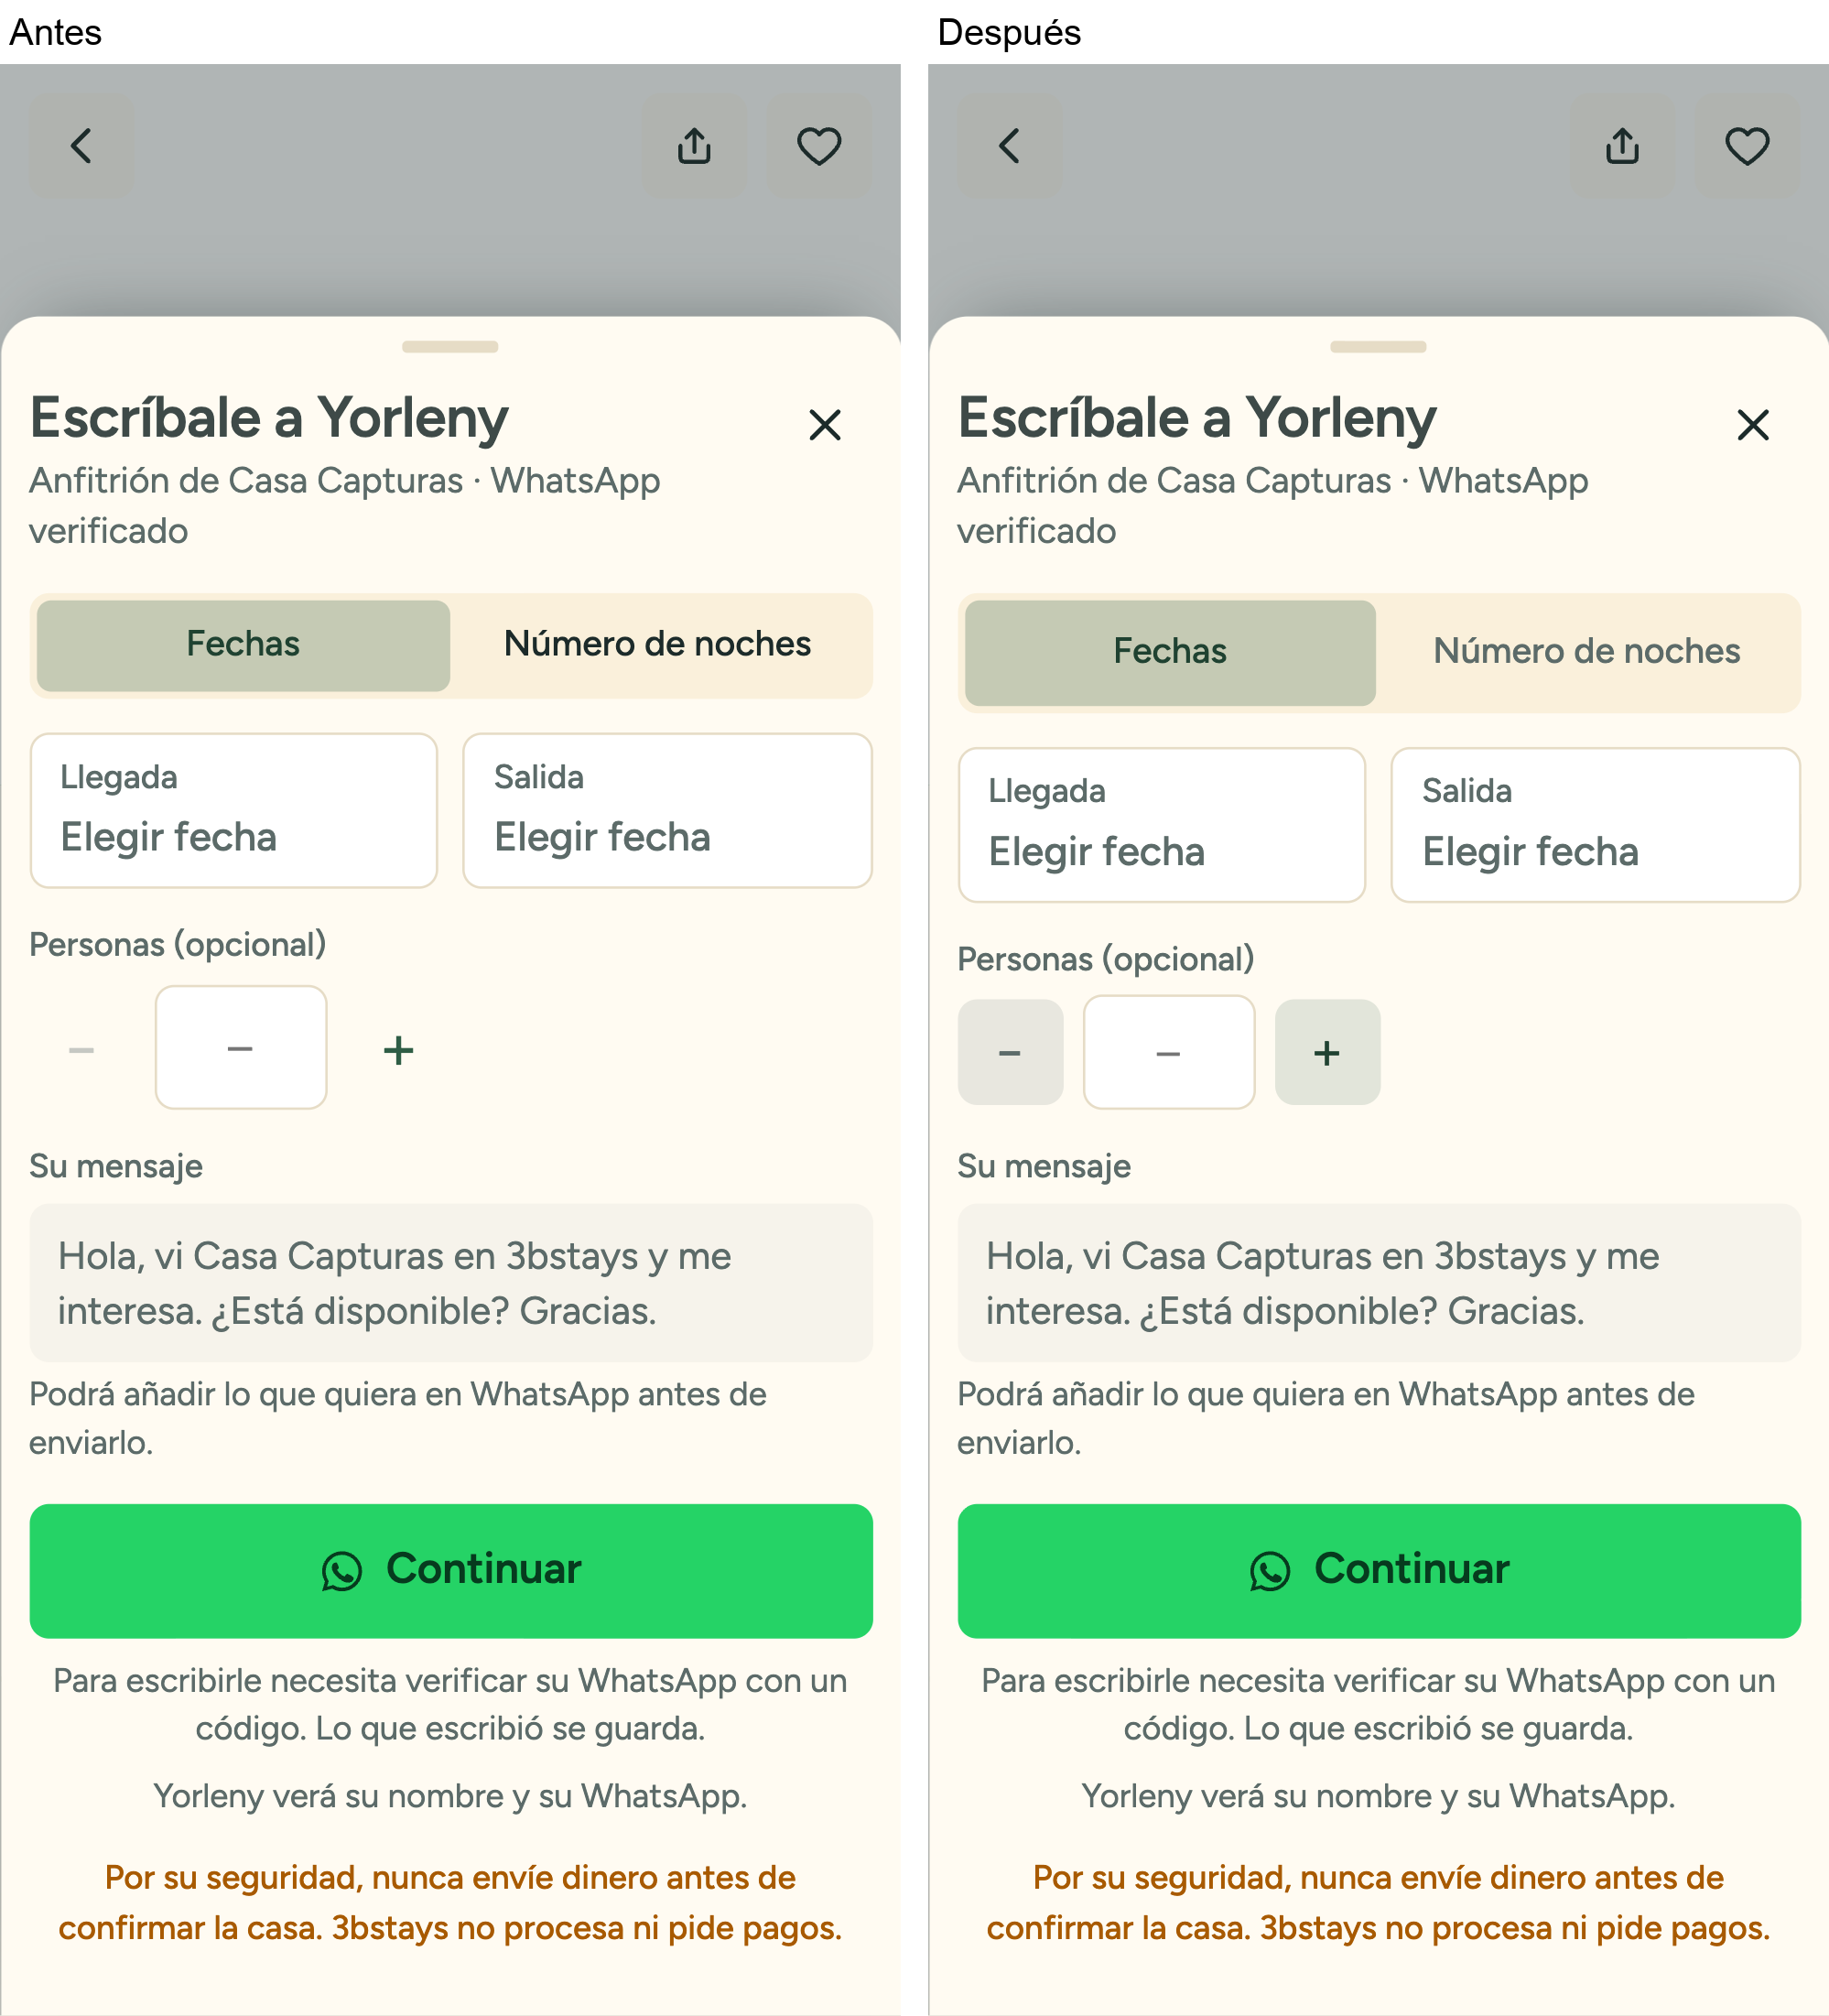 Antes
Escríbale a Yorleny
Anfitrión de Casa Capturas · WhatsApp
verificado
Fechas
Número de noches
Llegada
Elegir fecha
Salida
Elegir fecha
Personas (opcional)
− – +
Su mensaje
Hola, vi Casa Capturas en 3bstays y me
interesa. ¿Está disponible? Gracias.
Podrá añadir lo que quiera en WhatsApp antes de
enviarlo.
Continuar
Para escribirle necesita verificar su WhatsApp con un
código. Lo que escribió se guarda.
Yorleny verá su nombre y su WhatsApp.
Por su seguridad, nunca envíe dinero antes de
confirmar la casa. 3bstays no procesa ni pide pagos.
Después
Escríbale a Yorleny
Anfitrión de Casa Capturas · WhatsApp
verificado
Fechas
Número de noches
Llegada
Elegir fecha
Salida
Elegir fecha
Personas (opcional)
− – +
Su mensaje
Hola, vi Casa Capturas en 3bstays y me
interesa. ¿Está disponible? Gracias.
Podrá añadir lo que quiera en WhatsApp antes de
enviarlo.
Continuar
Para escribirle necesita verificar su WhatsApp con un
código. Lo que escribió se guarda.
Yorleny verá su nombre y su WhatsApp.
Por su seguridad, nunca envíe dinero antes de
confirmar la casa. 3bstays no procesa ni pide pagos.